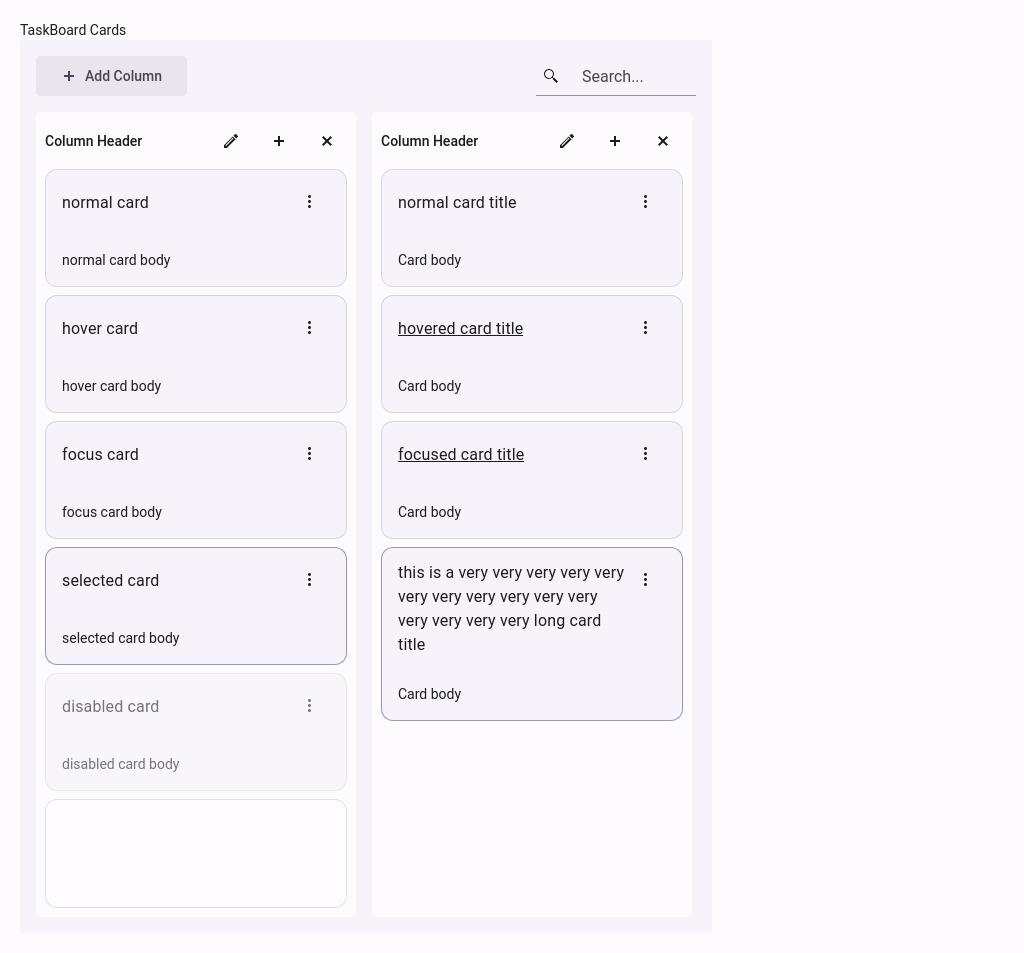 TaskBoard Cards
Add Column
Search...
Column Header
normal card
normal card body
hover card
hover card body
focus card
focus card body
selected card
selected card body
disabled card
disabled card body
Column Header
normal card title
Card body
hovered card title
Card body
focused card title
Card body
this is a very very very very very
very very very very very very
very very very very long card
title
Card body